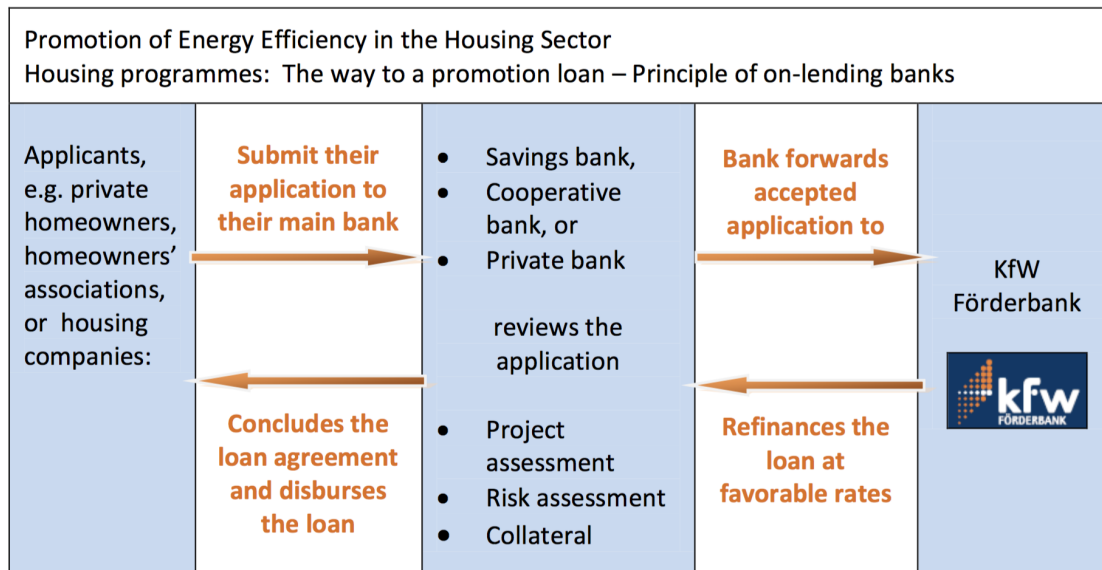 Promotion of Energy Efficiency in the Housing Sector
Housing programmes:  The way to a promotion loan – Principle of on-lending banks
Applicants,
e.g. private
homeowners,
homeowners’
associations,
or  housing
companies:
Submit their
application to
their main bank
Concludes the
loan agreement
and disburses
the loan
• Savings bank,
• Cooperative
bank, or
• Private bank
reviews the
application
• Project
assessment
• Risk assessment
• Collateral
Bank forwards
accepted
application to
Refinances the
loan at
favorable rates
KfW
Förderbank
kfw
FÖRDERBANK